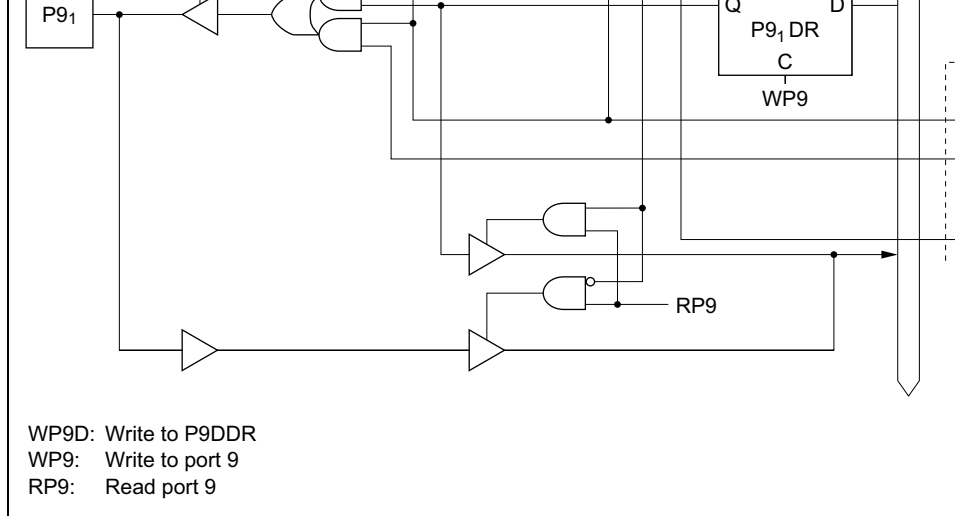 P9₁
Q D
P9₁ DR
C
WP9
RP9
WP9D: Write to P9DDR
WP9: Write to port 9
RP9: Read port 9